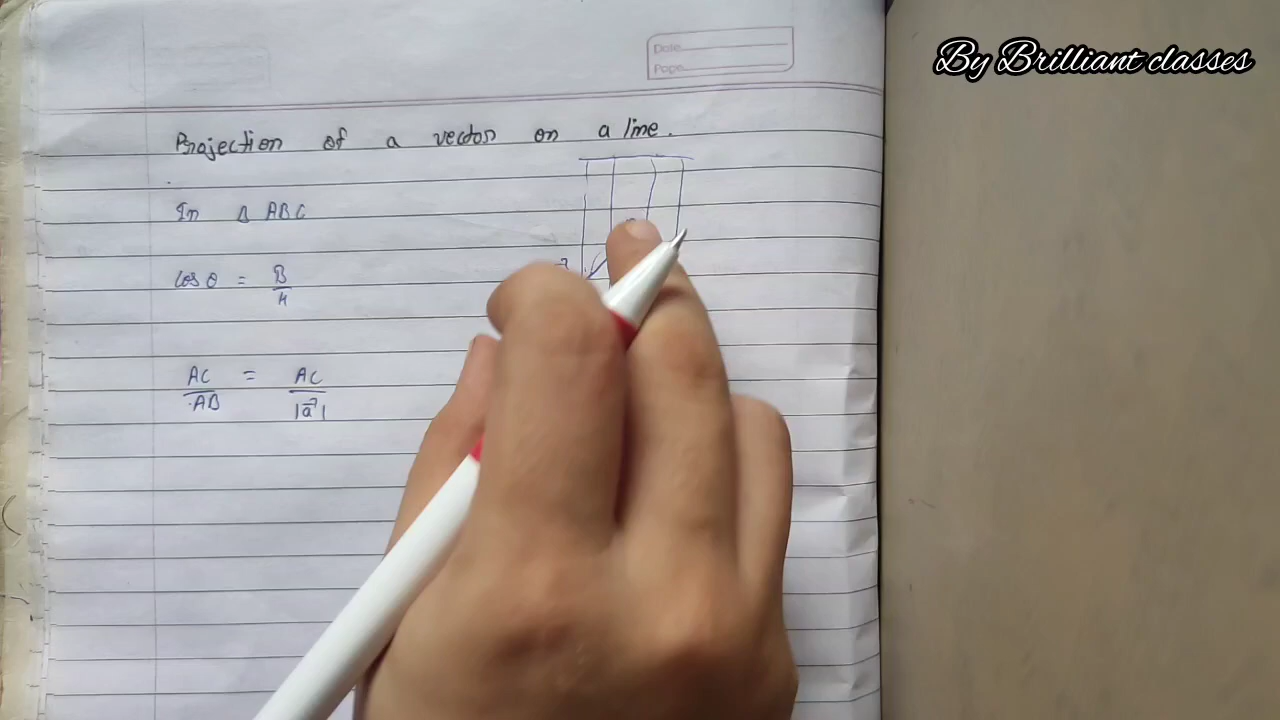 By Brilliant classes
Date
Page
Projection of a vector on a line.
In Δ ABC
Cos θ = B/H
AC/AB = AC/|a⃗|